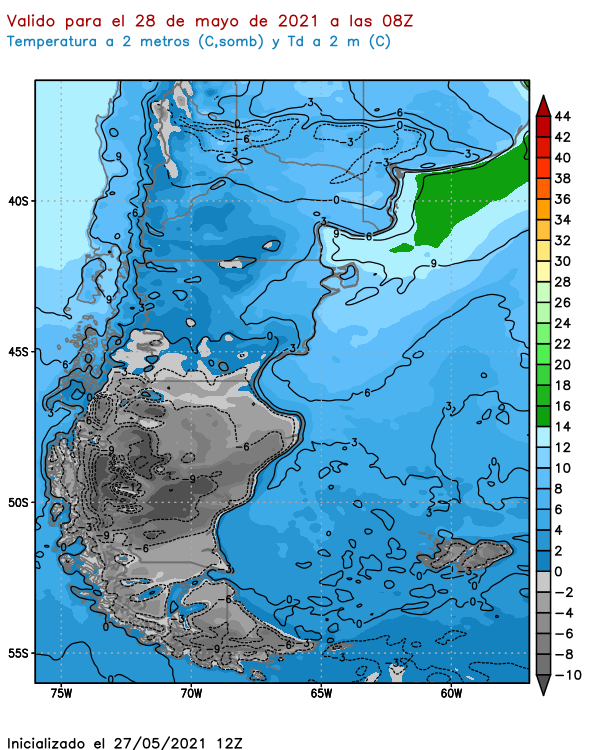 Valido para el 28 de mayo de 2021 a las 08Z
Temperatura a 2 metros (C,somb) y Td a 2 m (C)
44
42
40
38
36
34
32
30
28
26
24
22
20
18
16
14
12
10
8
6
4
2
0
−2
−4
−6
−8
−10
40S
45S
50S
55S
75W
70W
65W
60W
Inicializado el 27/05/2021 12Z